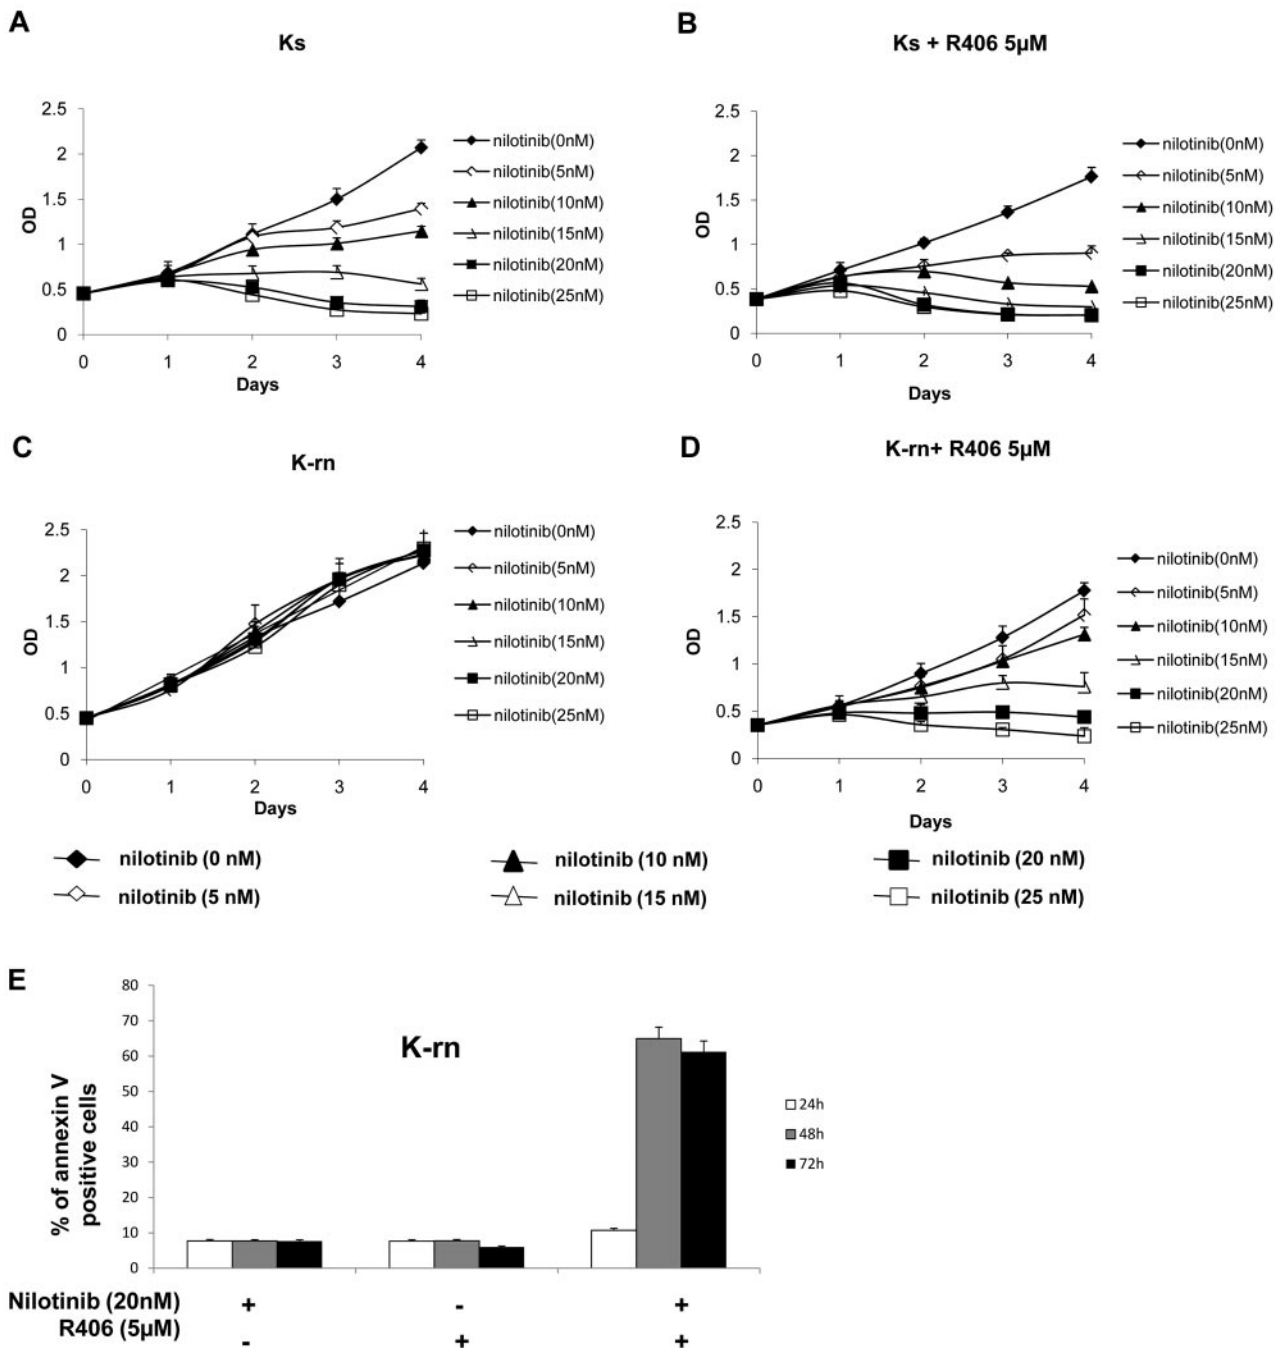 A
Ks
2.5
2
1.5
1
0.5
0
OD
0 1 2 3 4
Days
nilotinib(0nM)
nilotinib(5nM)
nilotinib(10nM)
nilotinib(15nM)
nilotinib(20nM)
nilotinib(25nM)
B
Ks + R406 5µM
2.5
2
1.5
1
0.5
0
OD
0 1 2 3 4
Days
nilotinib(0nM)
nilotinib(5nM)
nilotinib(10nM)
nilotinib(15nM)
nilotinib(20nM)
nilotinib(25nM)
C
K-rn
2.5
2
1.5
1
0.5
0
OD
0 1 2 3 4
Days
nilotinib(0nM)
nilotinib(5nM)
nilotinib(10nM)
nilotinib(15nM)
nilotinib(20nM)
nilotinib(25nM)
D
K-rn+ R406 5µM
2.5
2
1.5
1
0.5
0
OD
0 1 2 3 4
Days
nilotinib(0nM)
nilotinib(5nM)
nilotinib(10nM)
nilotinib(15nM)
nilotinib(20nM)
nilotinib(25nM)
nilotinib (0 nM) nilotinib (10 nM) nilotinib (20 nM)
nilotinib (5 nM) nilotinib (15 nM) nilotinib (25 nM)
E
K-rn
80
70
60
50
40
30
20
10
0
% of annexin V
positive cells
24h
48h
72h
Nilotinib (20nM) + - +
R406 (5µM) - + +